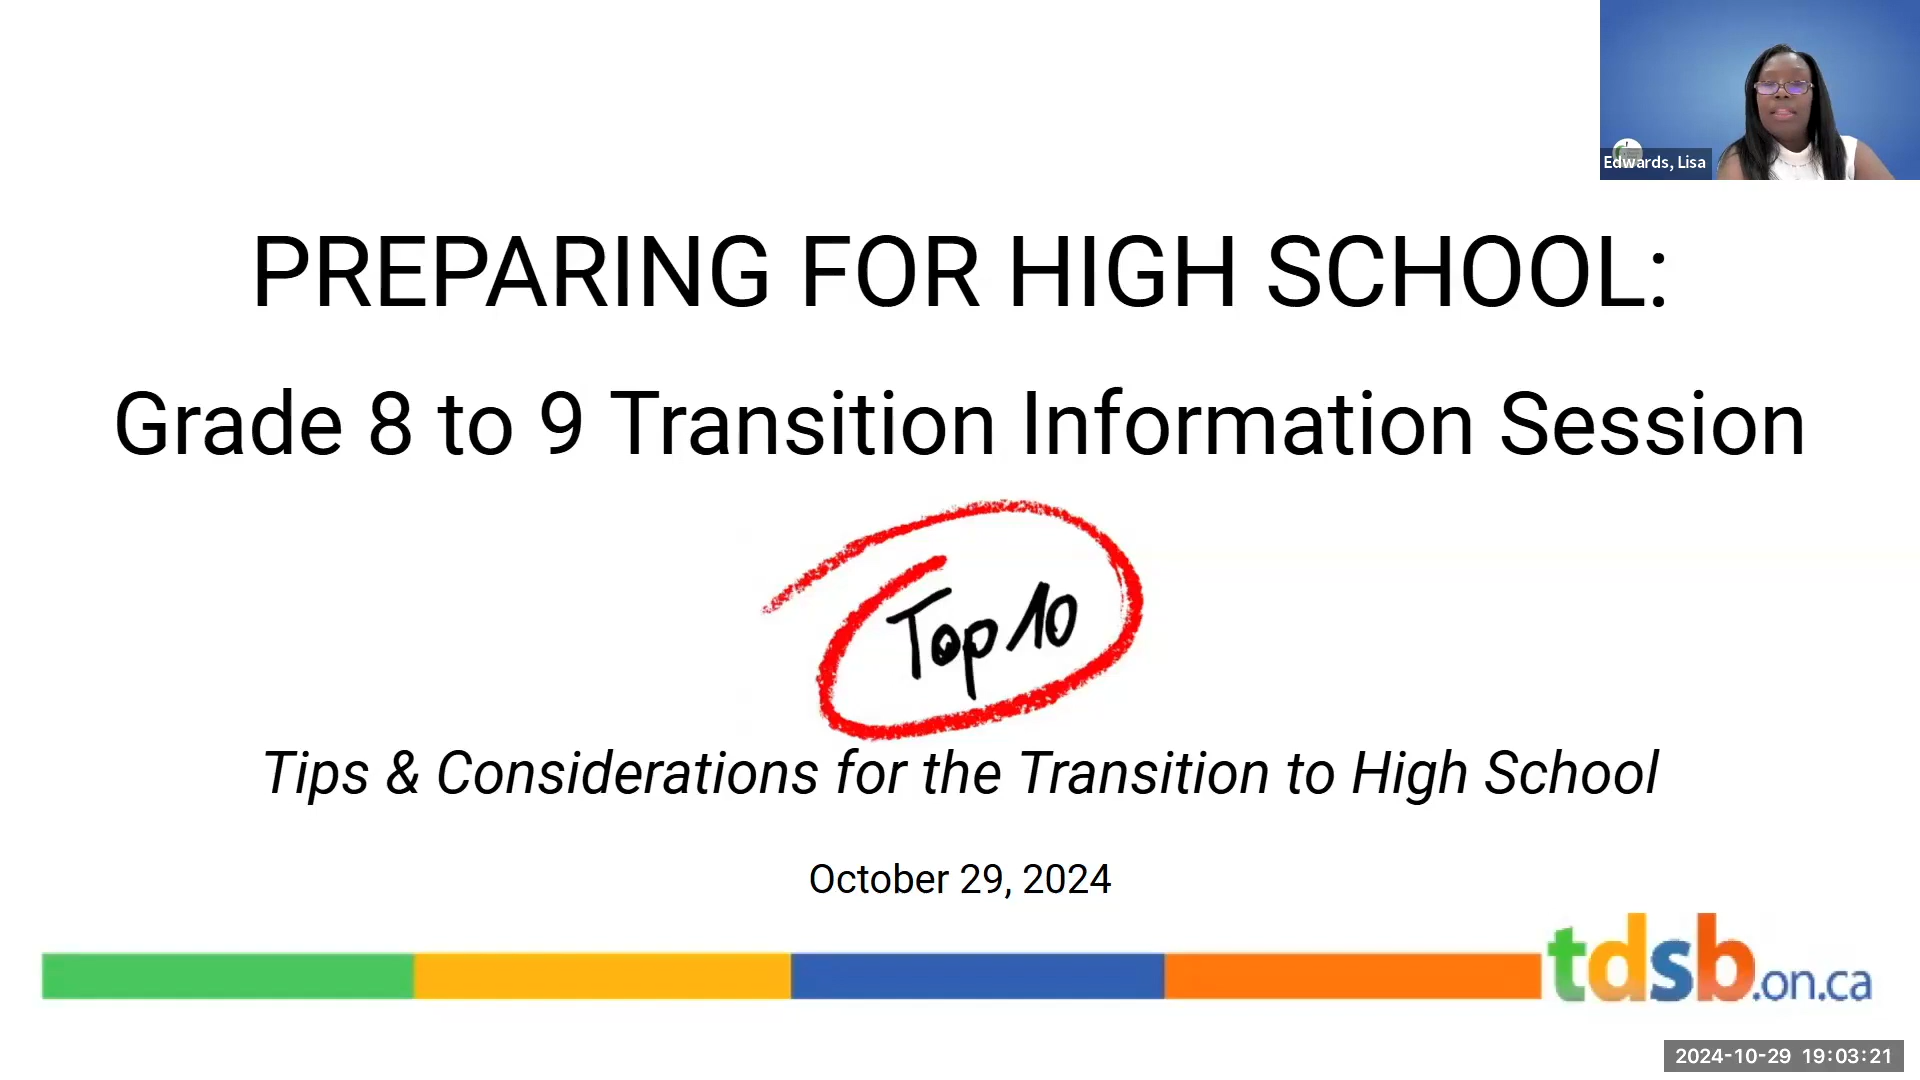 Edwards, Lisa
PREPARING FOR HIGH SCHOOL:
Grade 8 to 9 Transition Information Session
Top 10
Tips & Considerations for the Transition to High School
October 29, 2024
tdsb.on.ca
2024-10-29 19:03:21